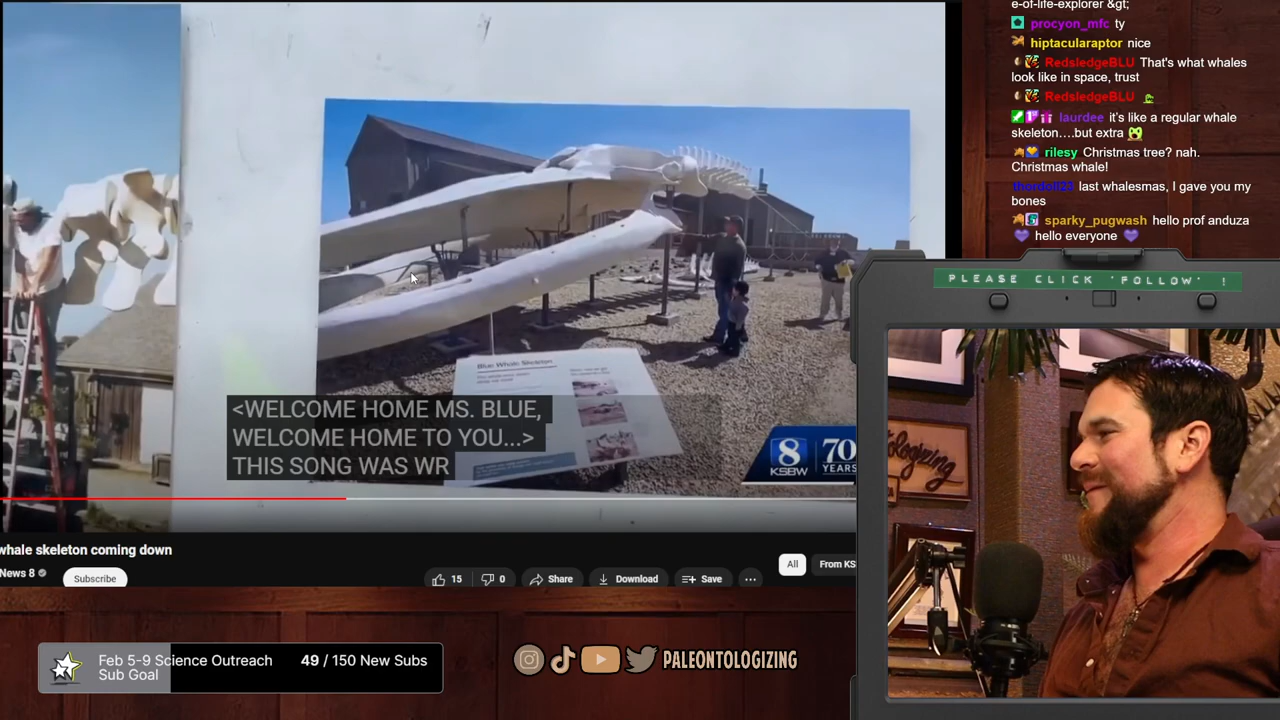 e-of-life-explorer &gt;
procyon_mfc ty
hiptacularaptor nice
RedsledgeBLU That's what whales
look like in space, trust
RedsledgeBLU
laurdee it's like a regular whale
skeleton....but extra
rilesy Christmas tree? nah.
Christmas whale!
thordoll23 last whalesmas, I gave you my
bones
sparky_pugwash hello prof anduza
hello everyone
PLEASE CLICK "FOLLOW" !
Blue Whale Skeleton
<WELCOME HOME MS. BLUE,
WELCOME HOME TO YOU...>
THIS SONG WAS WR
8
KSBW
70
YEARS
ologizing
whale skeleton coming down
News 8
Subscribe
15
0
Share
Download
Save
...
All
From KS
Feb 5-9 Science Outreach
Sub Goal
49 / 150 New Subs
PALEONTOLOGIZING